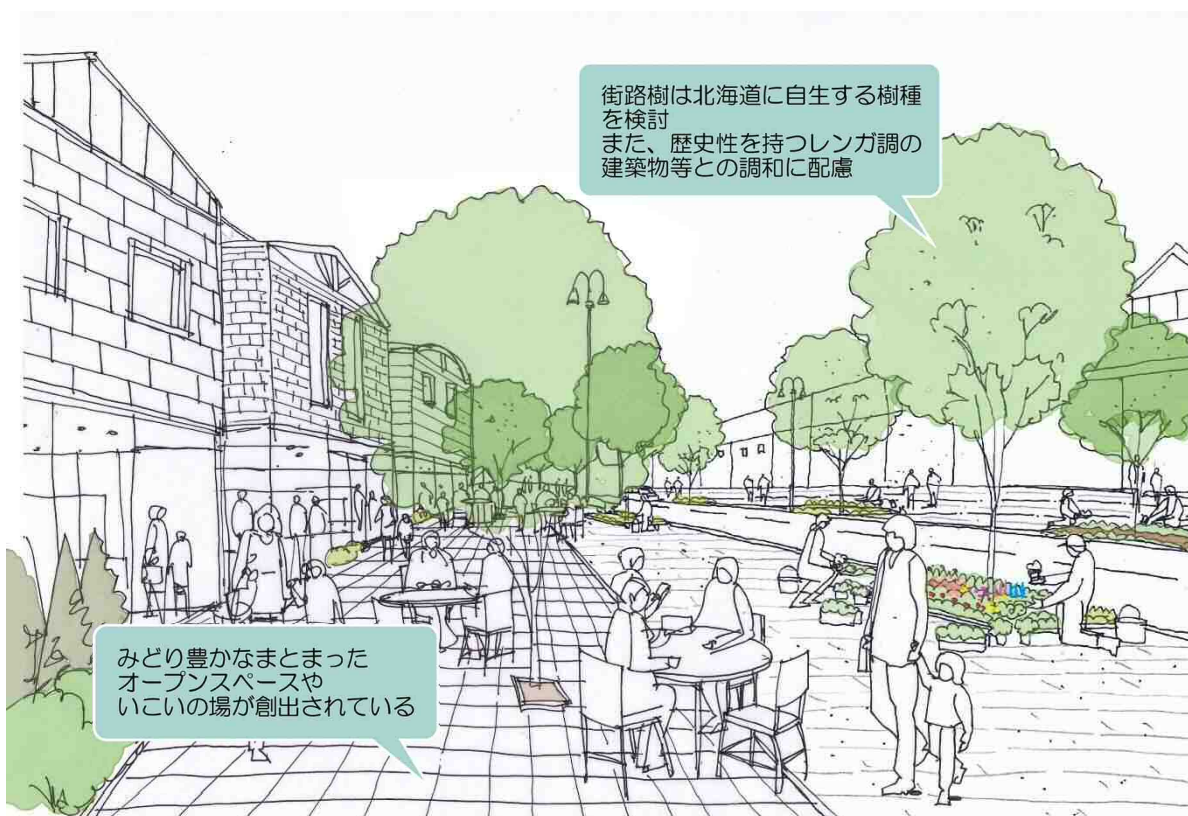 街路樹は北海道に自生する樹種
を検討
また、歴史性を持つレンガ調の
建築物等との調和に配慮
みどり豊かなまとまった
オープンスペースや
いこいの場が創出されている